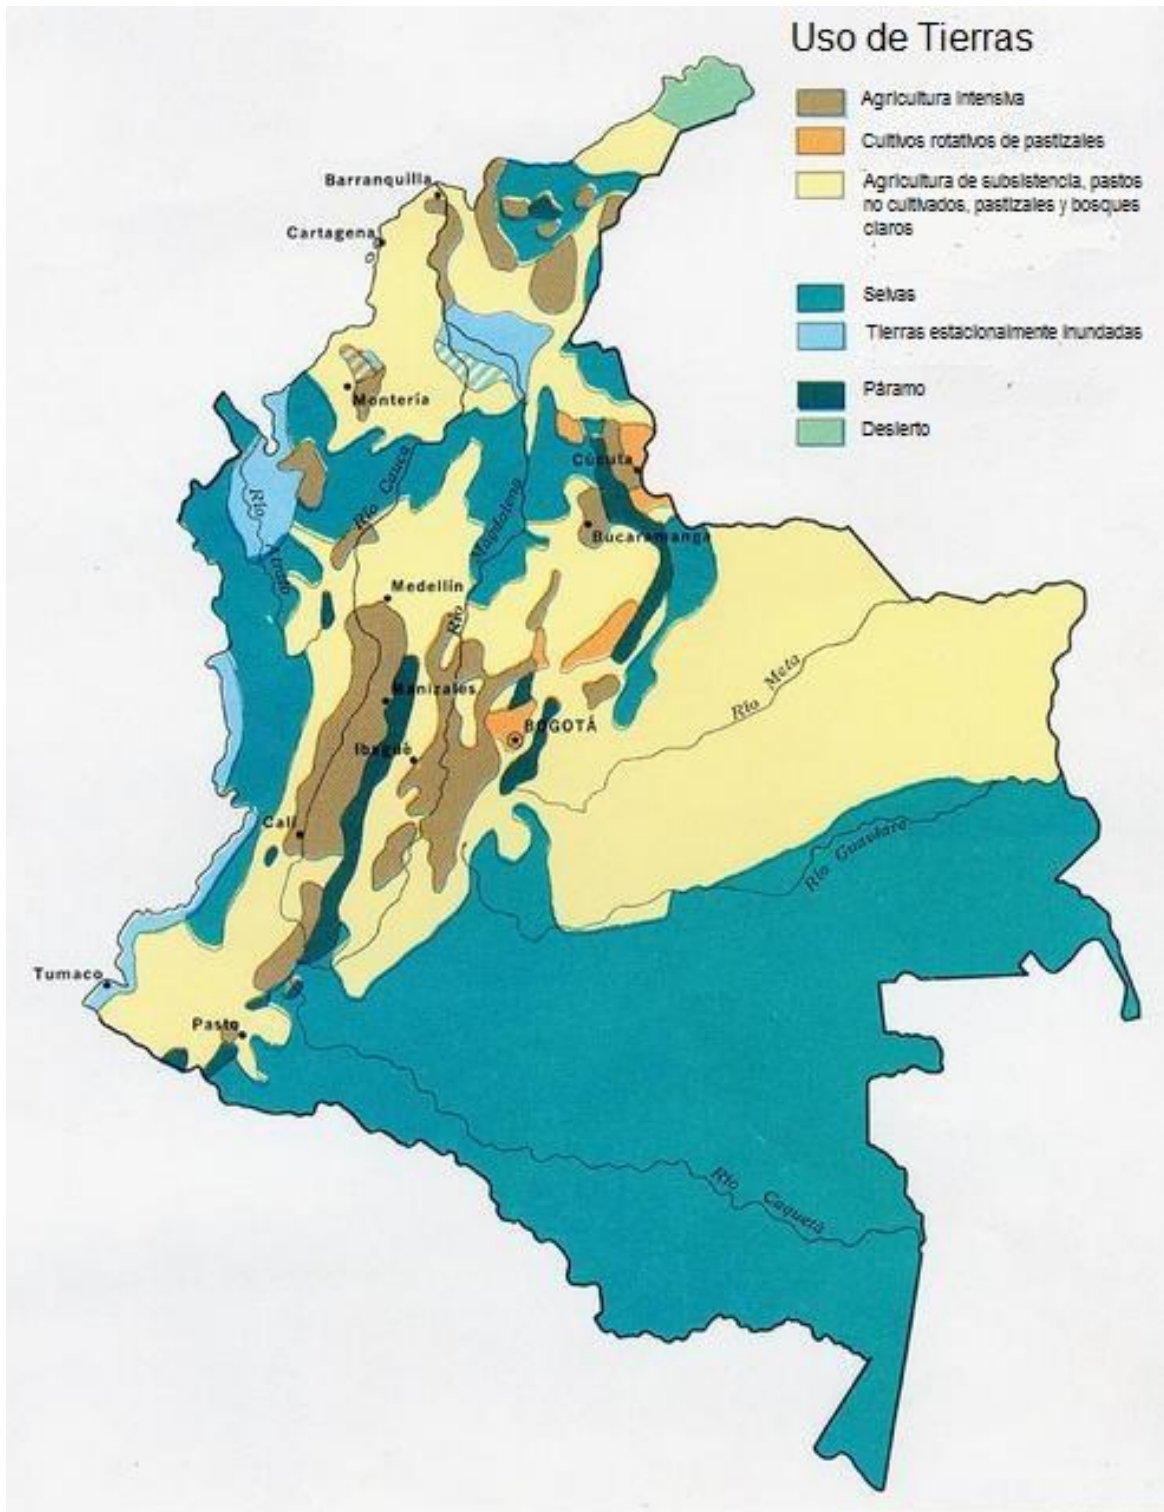 Uso de Tierras
Agricultura Intensiva
Cultivos rotativos de pastizales
Agricultura de subsistencia, pastos
no cultivados, pastizales y bosques
claros
Selvas
Tierras estacionalmente inundadas
Páramo
Desierto
Barranquilla
Cartagena
Montería
Cúcuta
Río Cauca
Río Magdalena
Río Atrato
Bucaramanga
Medellín
Río Meta
Manizales
BOGOTÁ
Ibagué
Cali
Río Guaviare
Tumaco
Pasto
Río Caquetá